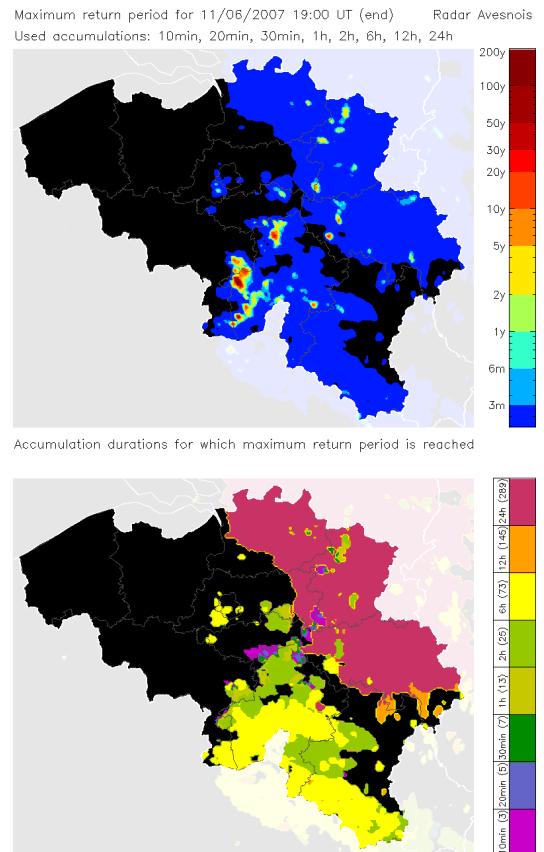 Maximum return period for 11/06/2007 19:00 UT (end) Radar Avesnois
Used accumulations: 10min, 20min, 30min, 1h, 2h, 6h, 12h, 24h
200y
100y
50y
30y
20y
10y
5y
2y
1y
6m
3m
Accumulation durations for which maximum return period is reached
24h (289)
12h (145)
6h (73)
2h (25)
1h (13)
30min (7)
20min (5)
10min (3)